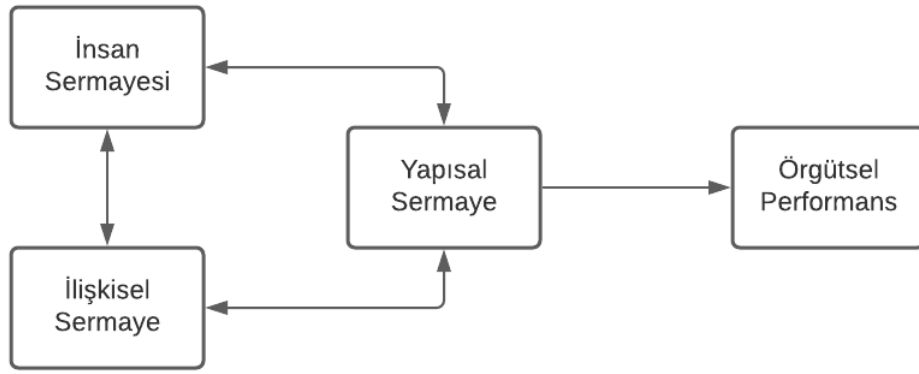 İnsan
Sermayesi
Yapısal
Sermaye
Örgütsel
Performans
İlişkisel
Sermaye